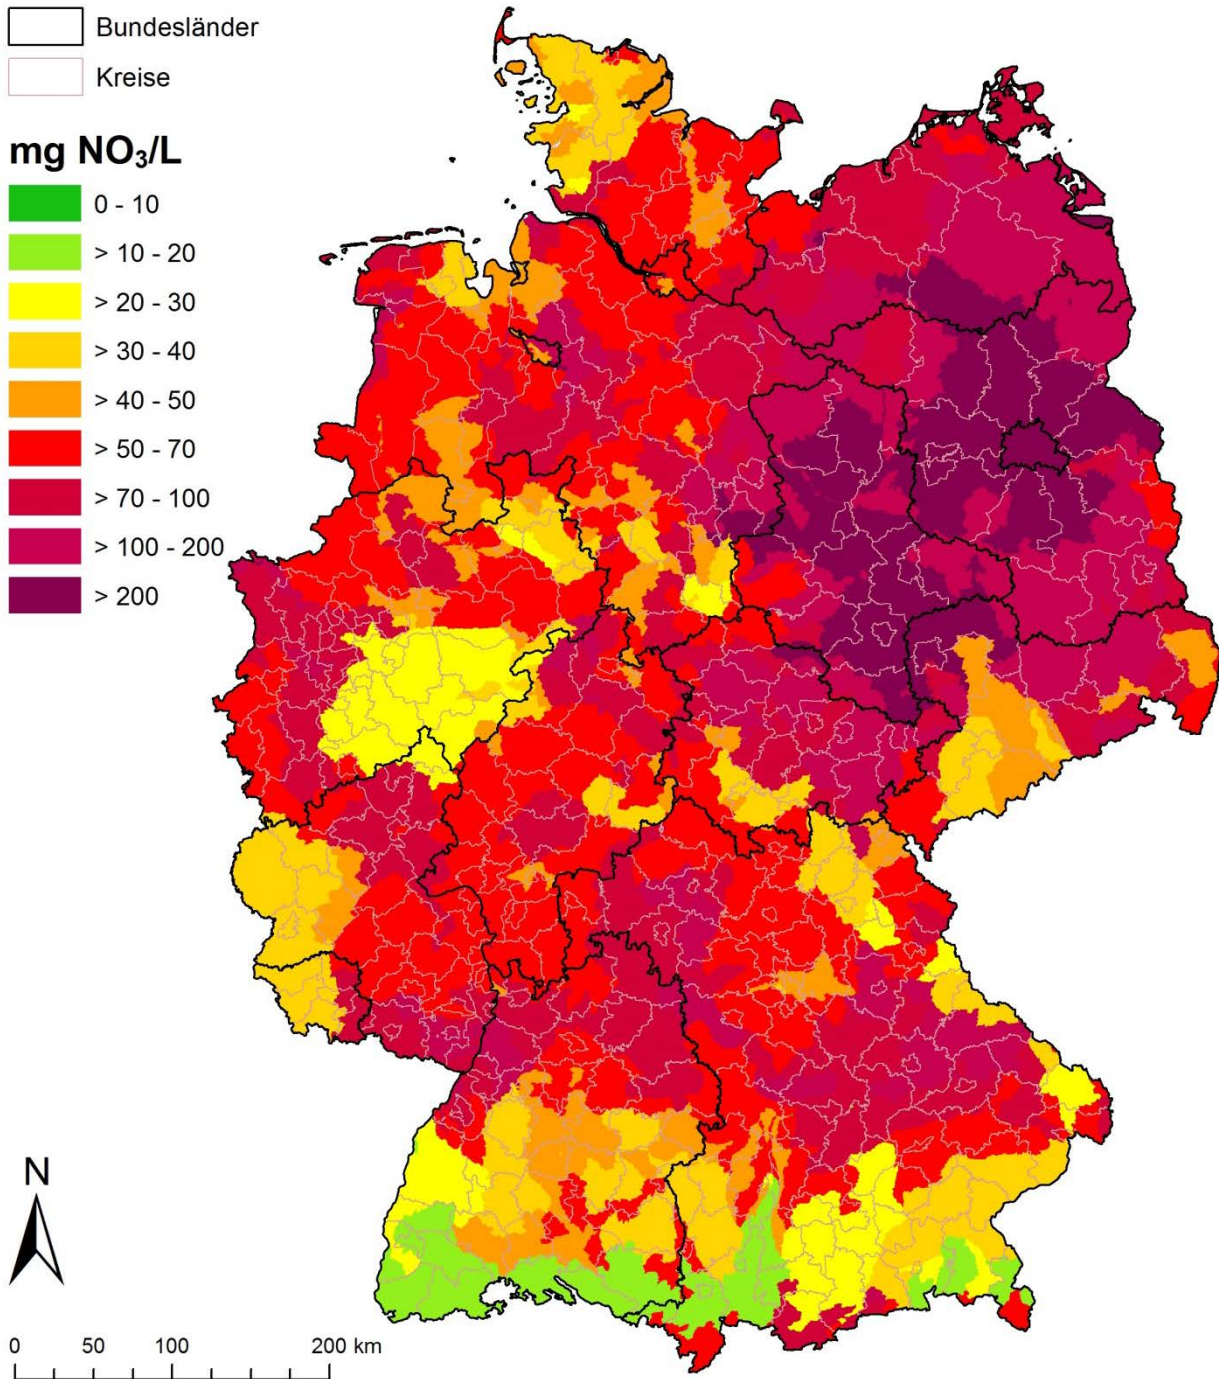 Bundesländer
Kreise
mg NO₃/L
0 - 10
> 10 - 20
> 20 - 30
> 30 - 40
> 40 - 50
> 50 - 70
> 70 - 100
> 100 - 200
> 200
N
0 50 100 200 km